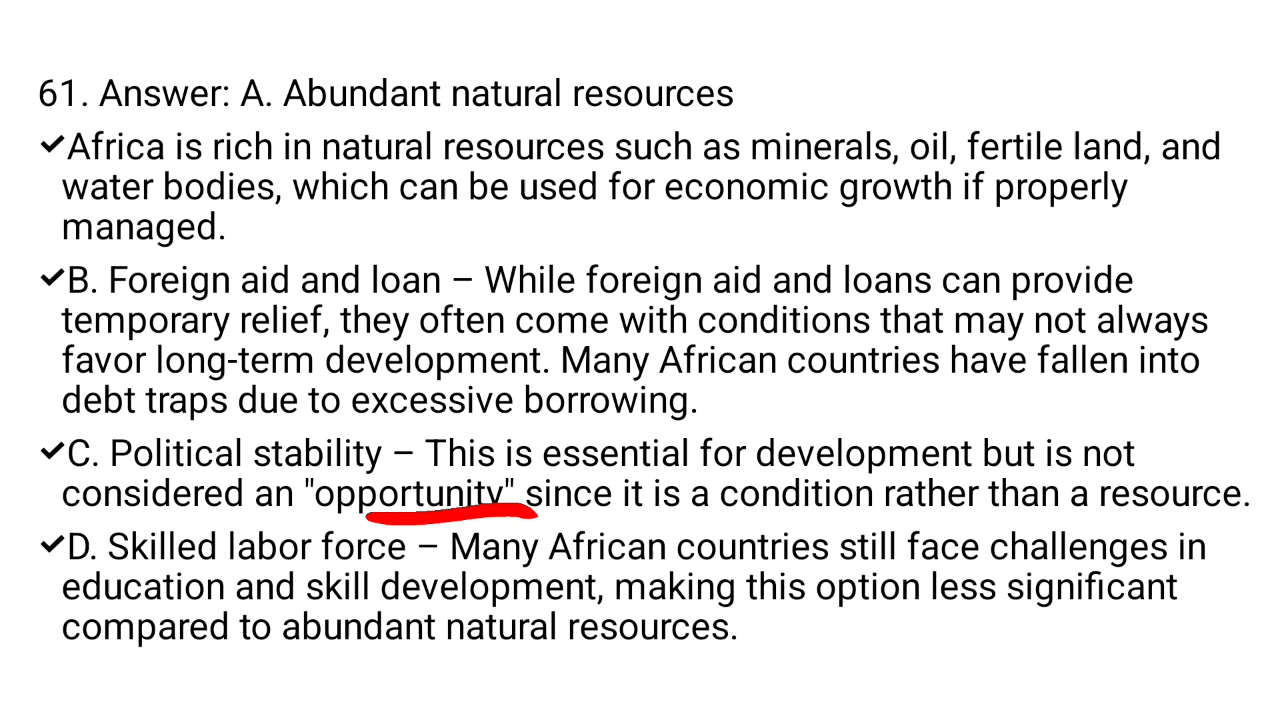 61. Answer: A. Abundant natural resources
✓Africa is rich in natural resources such as minerals, oil, fertile land, and
water bodies, which can be used for economic growth if properly
managed.
✓B. Foreign aid and loan – While foreign aid and loans can provide
temporary relief, they often come with conditions that may not always
favor long-term development. Many African countries have fallen into
debt traps due to excessive borrowing.
✓C. Political stability – This is essential for development but is not
considered an "opportunity" since it is a condition rather than a resource.
✓D. Skilled labor force – Many African countries still face challenges in
education and skill development, making this option less significant
compared to abundant natural resources.